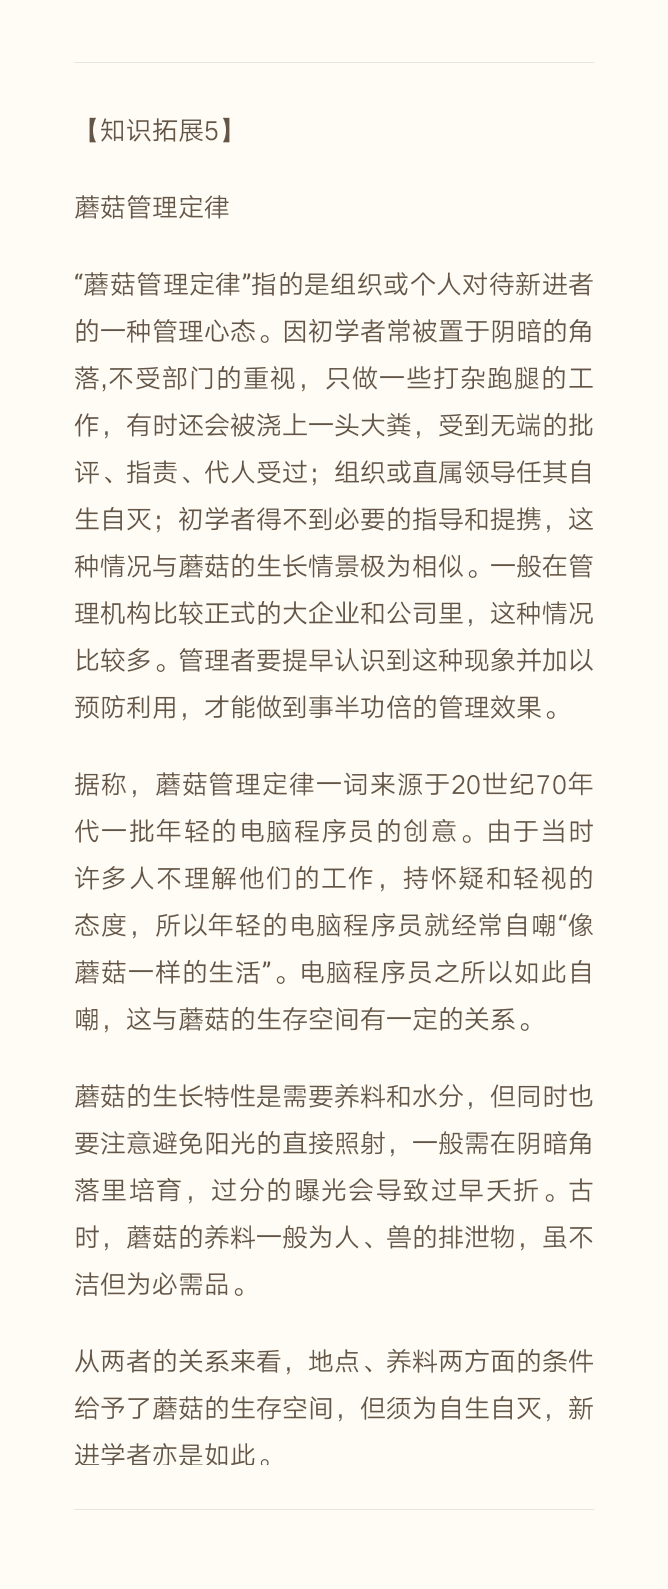 【知识拓展5】
蘑菇管理定律
“蘑菇管理定律”指的是组织或个人对待新进者
的一种管理心态。因初学者常被置于阴暗的角
落,不受部门的重视，只做一些打杂跑腿的工
作，有时还会被浇上一头大粪，受到无端的批
评、指责、代人受过；组织或直属领导任其自
生自灭；初学者得不到必要的指导和提携，这
种情况与蘑菇的生长情景极为相似。一般在管
理机构比较正式的大企业和公司里，这种情况
比较多。管理者要提早认识到这种现象并加以
预防利用，才能做到事半功倍的管理效果。
据称，蘑菇管理定律一词来源于20世纪70年
代一批年轻的电脑程序员的创意。由于当时
许多人不理解他们的工作，持怀疑和轻视的
态度，所以年轻的电脑程序员就经常自嘲“像
蘑菇一样的生活”。电脑程序员之所以如此自
嘲，这与蘑菇的生存空间有一定的关系。
蘑菇的生长特性是需要养料和水分，但同时也
要注意避免阳光的直接照射，一般需在阴暗角
落里培育，过分的曝光会导致过早夭折。古
时，蘑菇的养料一般为人、兽的排泄物，虽不
洁但为必需品。
从两者的关系来看，地点、养料两方面的条件
给予了蘑菇的生存空间，但须为自生自灭，新
进学者亦是如此。